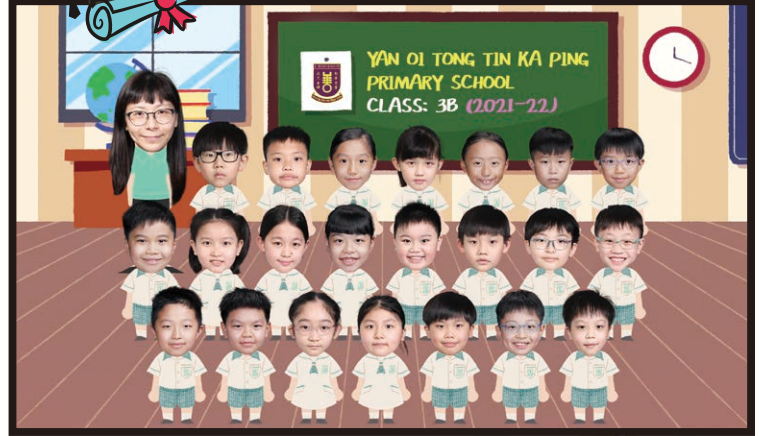 YAN OI TONG TIN KA PING
PRIMARY SCHOOL
CLASS: 3B (2021-22)